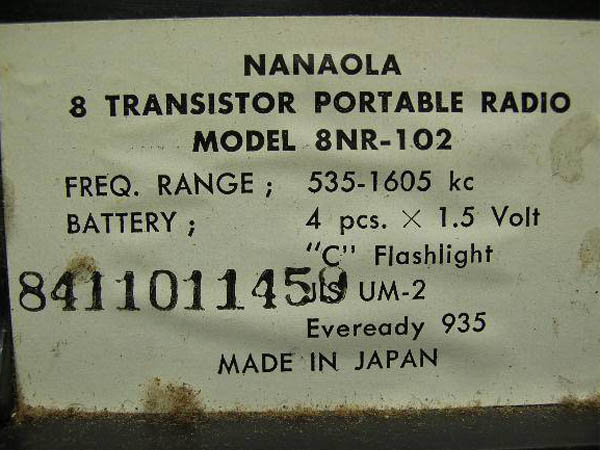 NANAOLA
8 TRANSISTOR PORTABLE RADIO
MODEL 8NR-102
FREQ. RANGE ; 535-1605 kc
BATTERY ; 4 pcs. × 1.5 Volt
"C" Flashlight
84110111450 JIS UM-2
Eveready 935
MADE IN JAPAN